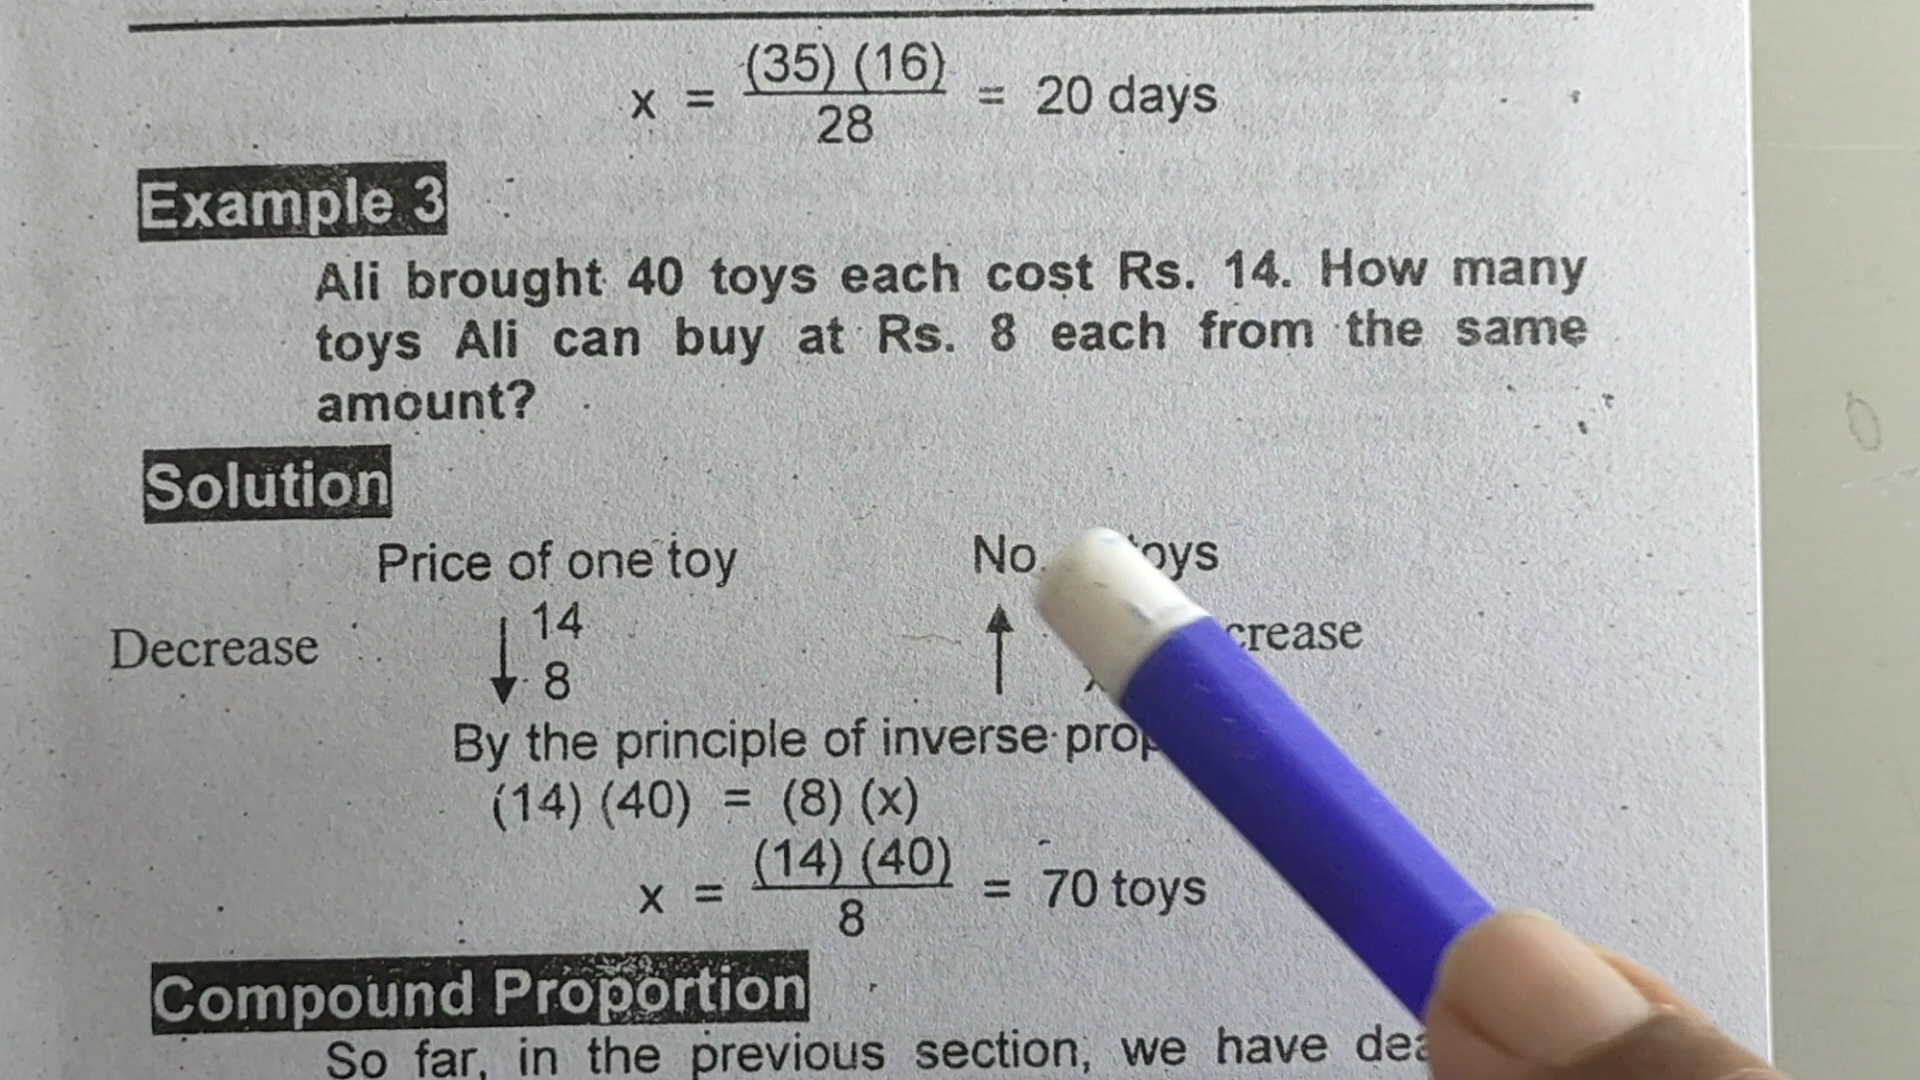 x = (35) (16) / 28 = 20 days
Example 3
Ali brought 40 toys each cost Rs. 14. How many
toys Ali can buy at Rs. 8 each from the same
amount?
Solution
Price of one toy No. toys
Decrease 14 crease
8
By the principle of inverse prop
(14) (40) = (8) (x)
x = (14) (40) / 8 = 70 toys
Compound Proportion
So far, in the previous section, we have dea